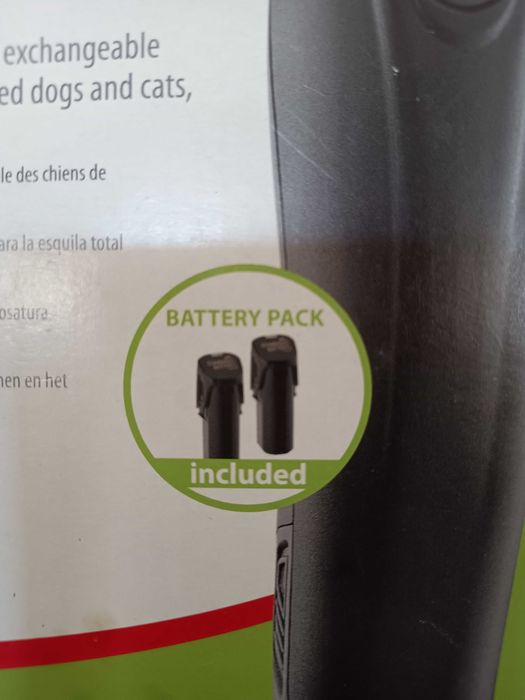 exchangeable
ed dogs and cats,
le des chiens de
ara la esquila total
osatura
nen en het
BATTERY PACK
included